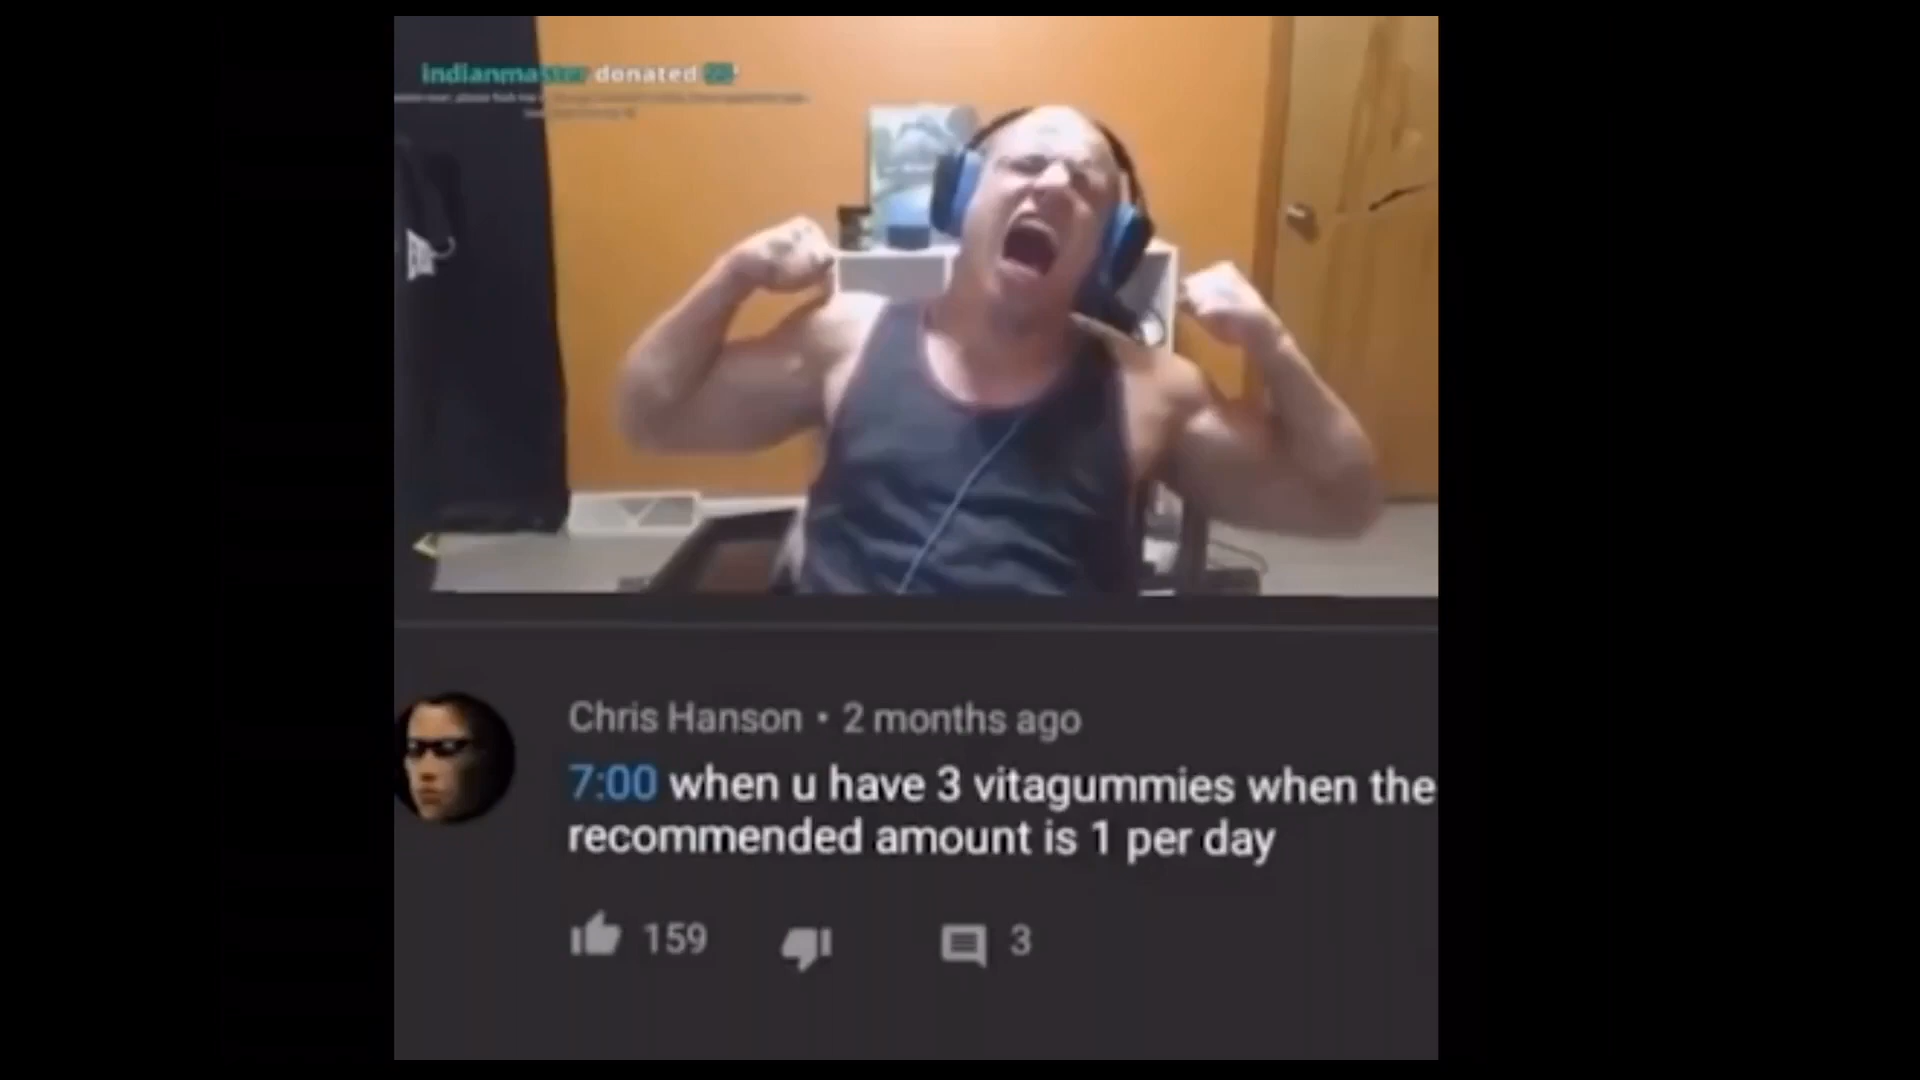 indianmaster donated
Chris Hanson • 2 months ago
7:00 when u have 3 vitagummies when the
recommended amount is 1 per day
159
3